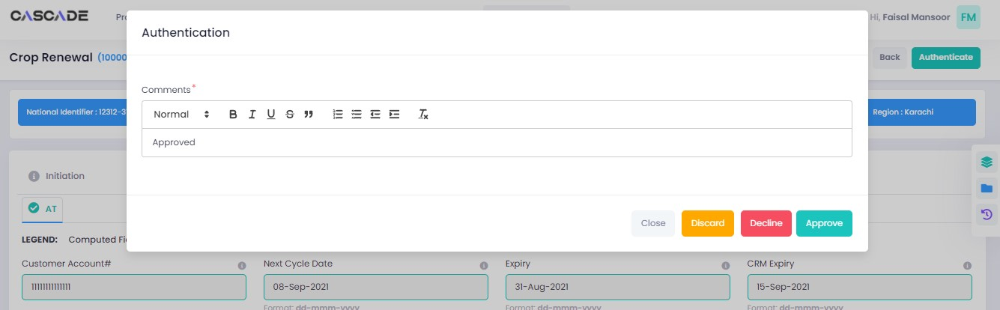 CASCADE
Hi, Faisal Mansoor FM
Authentication
Crop Renewal (10000
Back Authenticate
Comments*
National Identifier : 12312-3
Region : Karachi
Normal B I U S
Approved
Initiation
AT
Close Discard Decline Approve
LEGEND: Computed
Customer Account# Next Cycle Date Expiry CRM Expiry
11111111111111 08-Sep-2021 31-Aug-2021 15-Sep-2021
Format: dd-mmm-yyyy Format: dd-mmm-yyyy Format: dd-mmm-yyyy